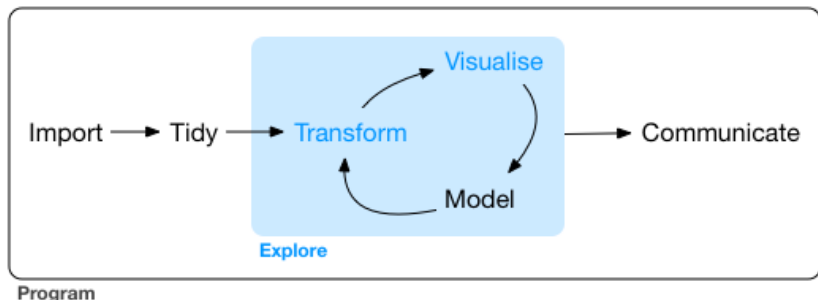 Visualise
Import Tidy Transform Communicate
Model
Explore
Program